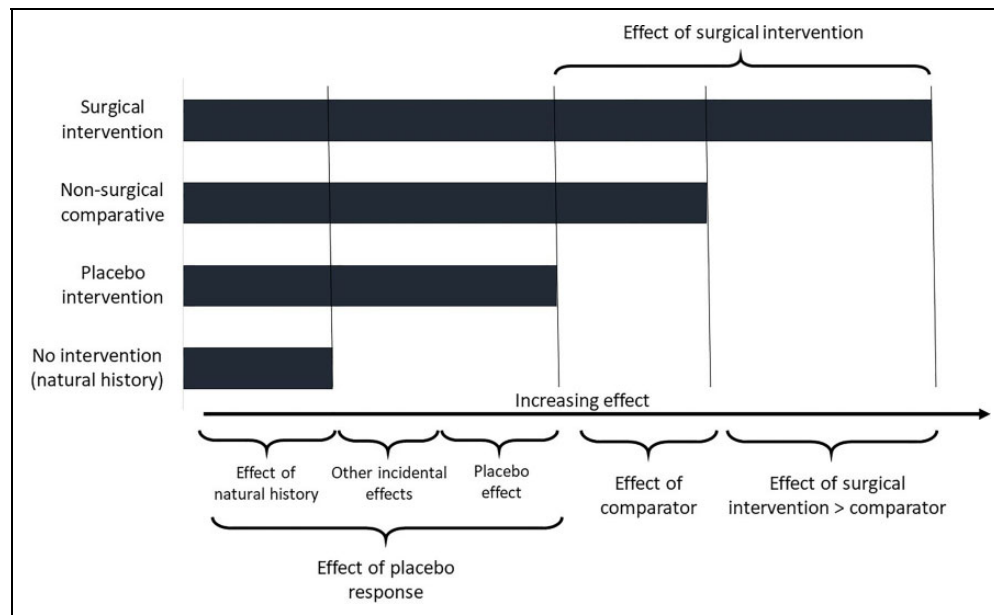 Effect of surgical intervention
Surgical
intervention
Non-surgical
comparative
Placebo
intervention
No intervention
(natural history)
Increasing effect
Effect of
natural history
Other incidental
effects
Placebo
effect
Effect of
comparator
Effect of surgical
intervention > comparator
Effect of placebo
response